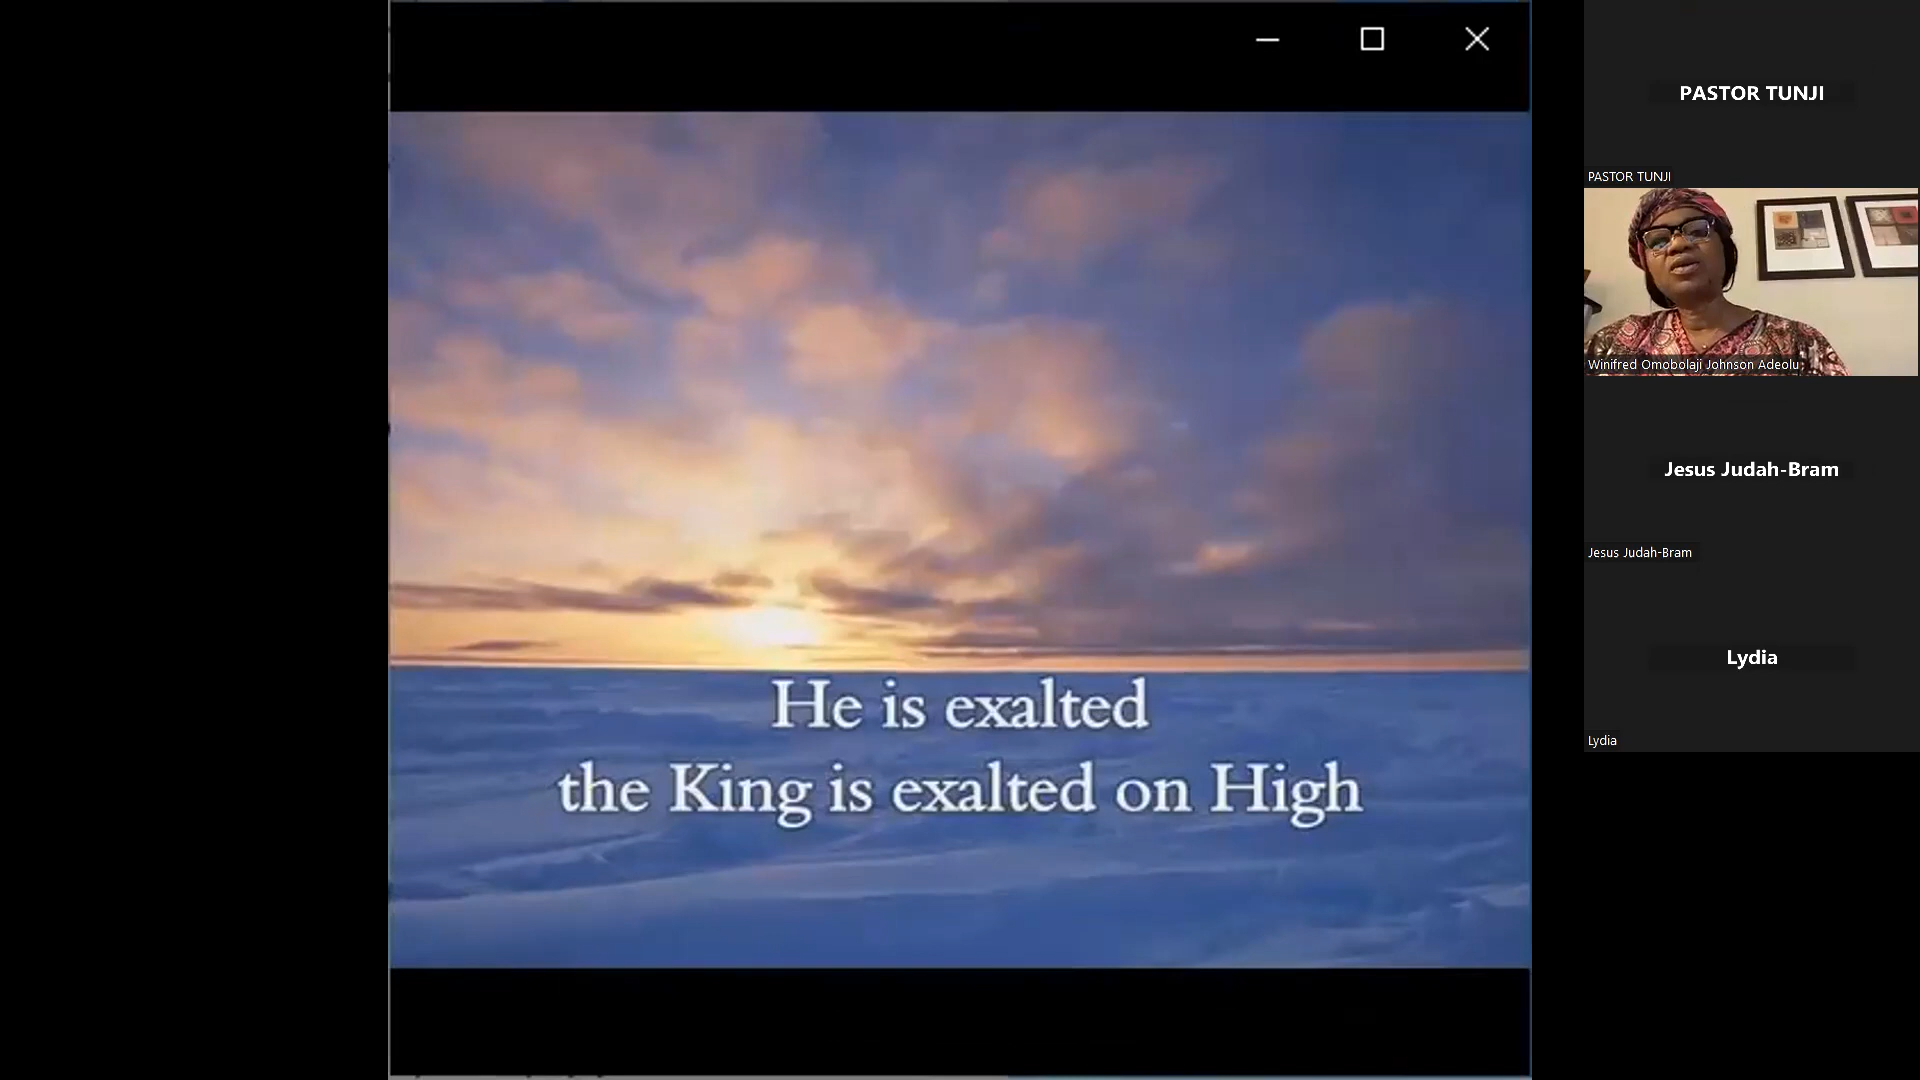 He is exalted
the King is exalted on High
PASTOR TUNJI
PASTOR TUNJI
Winifred Omobolaji Johnson Adeolu
Jesus Judah-Bram
Jesus Judah-Bram
Lydia
Lydia